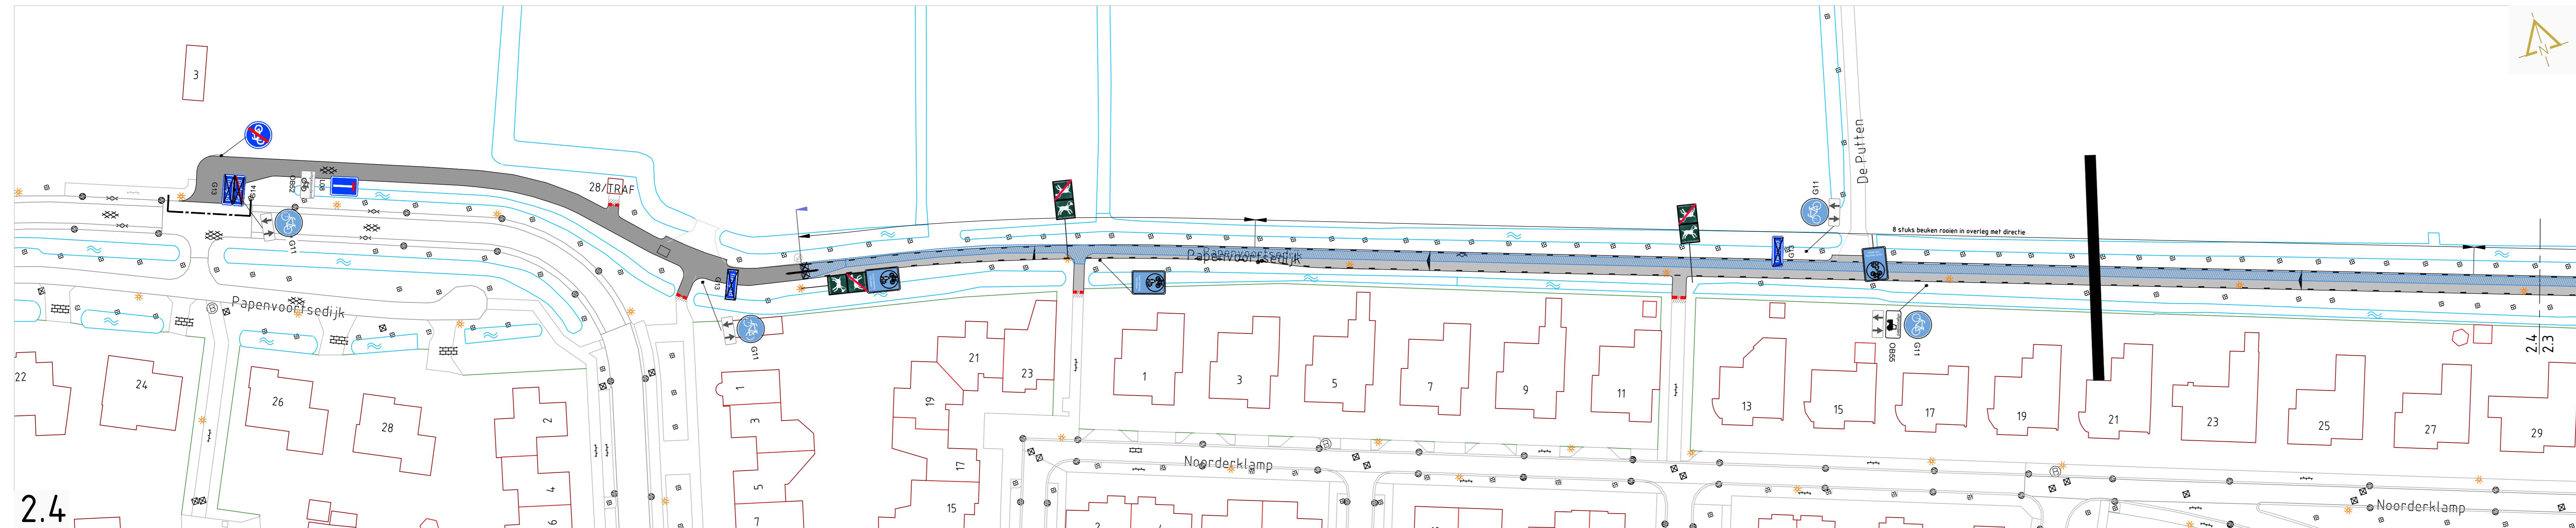 3
N
28/TRAF
De Putten
G11
8 stuks beuken rooien in overleg met directie
G13
G14
OB52
L08
G11
Papenvoortsedijk
Papenvoortsedijk
Papenvoortsedijk
G13
G13
G11
OB55
G11
2.4
2.3
22
24
26
28
2
4
6
1
3
5
7
21
19
17
15
23
1
3
5
7
9
11
13
15
17
19
21
23
25
27
29
Noorderklamp
Noorderklamp
2
2.4